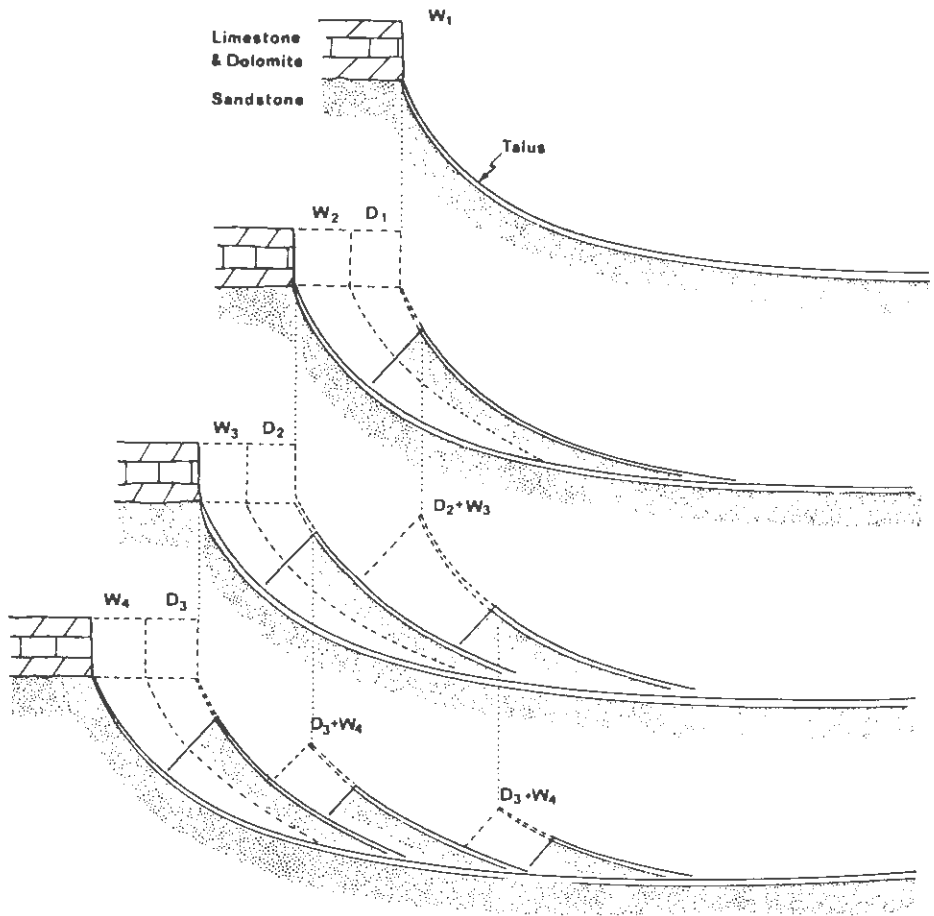 W₁
Limestone
& Dolomite
Sandstone
Talus
W₂ D₁
W₃ D₂
D₂+W₃
W₄ D₃
D₃+W₄
D₃+W₄